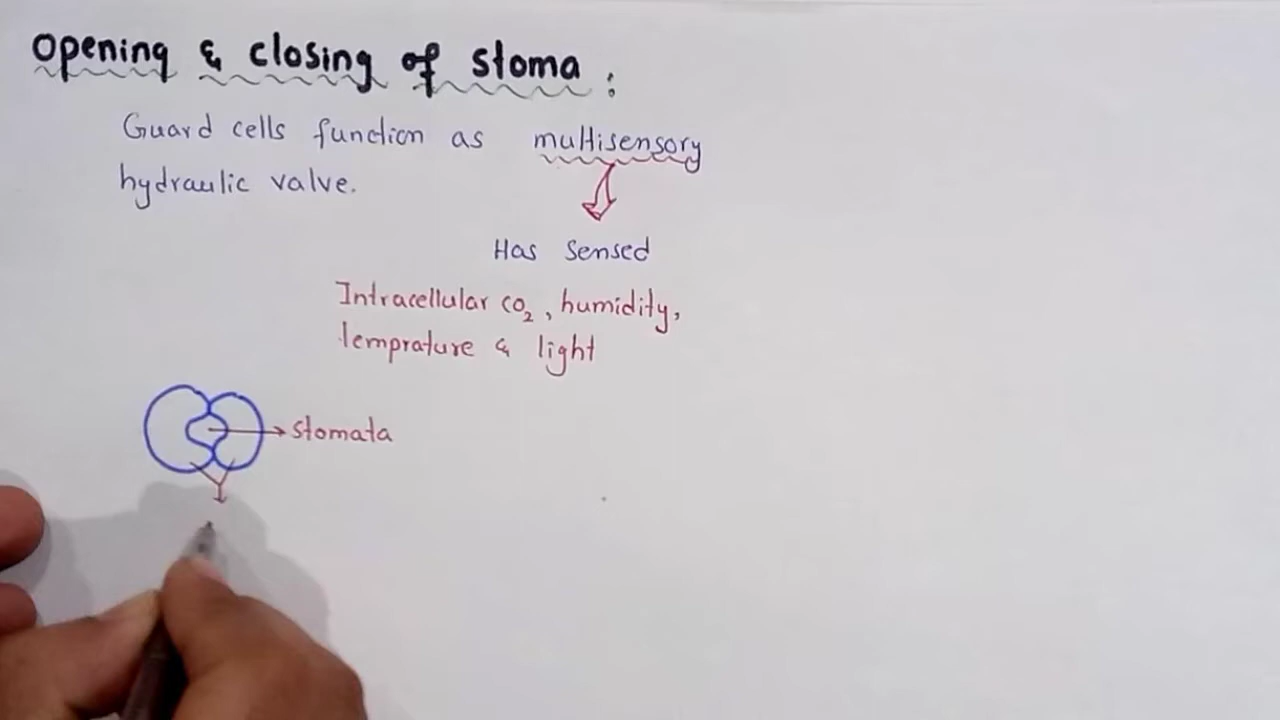 Opening & closing of stoma :
Guard cells function as multisensory
hydraulic valve.
Has sensed
Intracellular CO2, humidity,
temprature & light
stomata